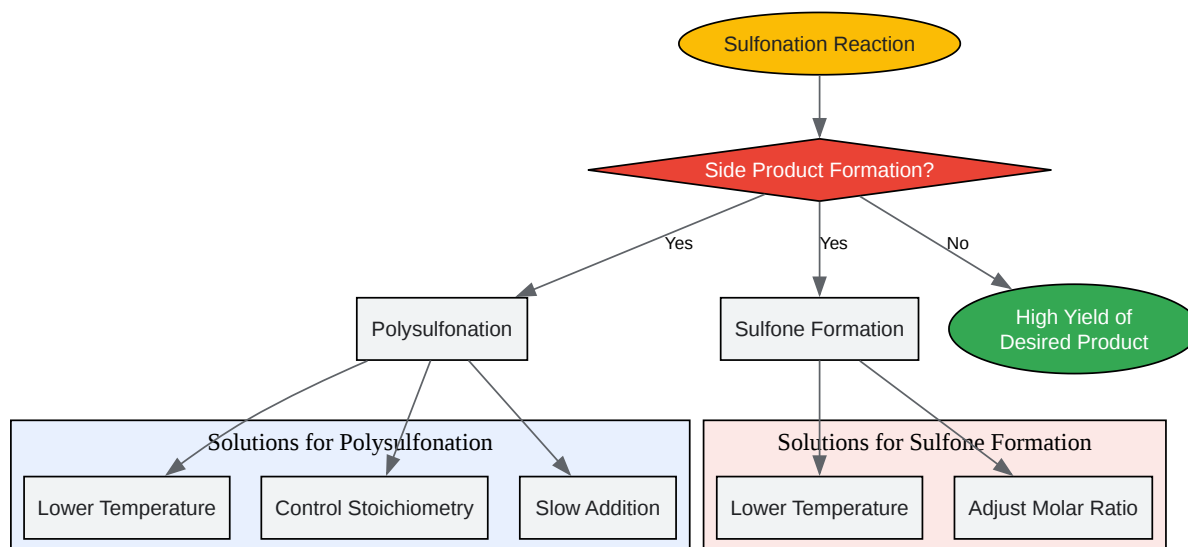 Sulfonation Reaction
Side Product Formation?
Yes
Yes
No
Polysulfonation
Sulfone Formation
High Yield of
Desired Product
Solutions for Polysulfonation
Solutions for Sulfone Formation
Lower Temperature
Control Stoichiometry
Slow Addition
Lower Temperature
Adjust Molar Ratio